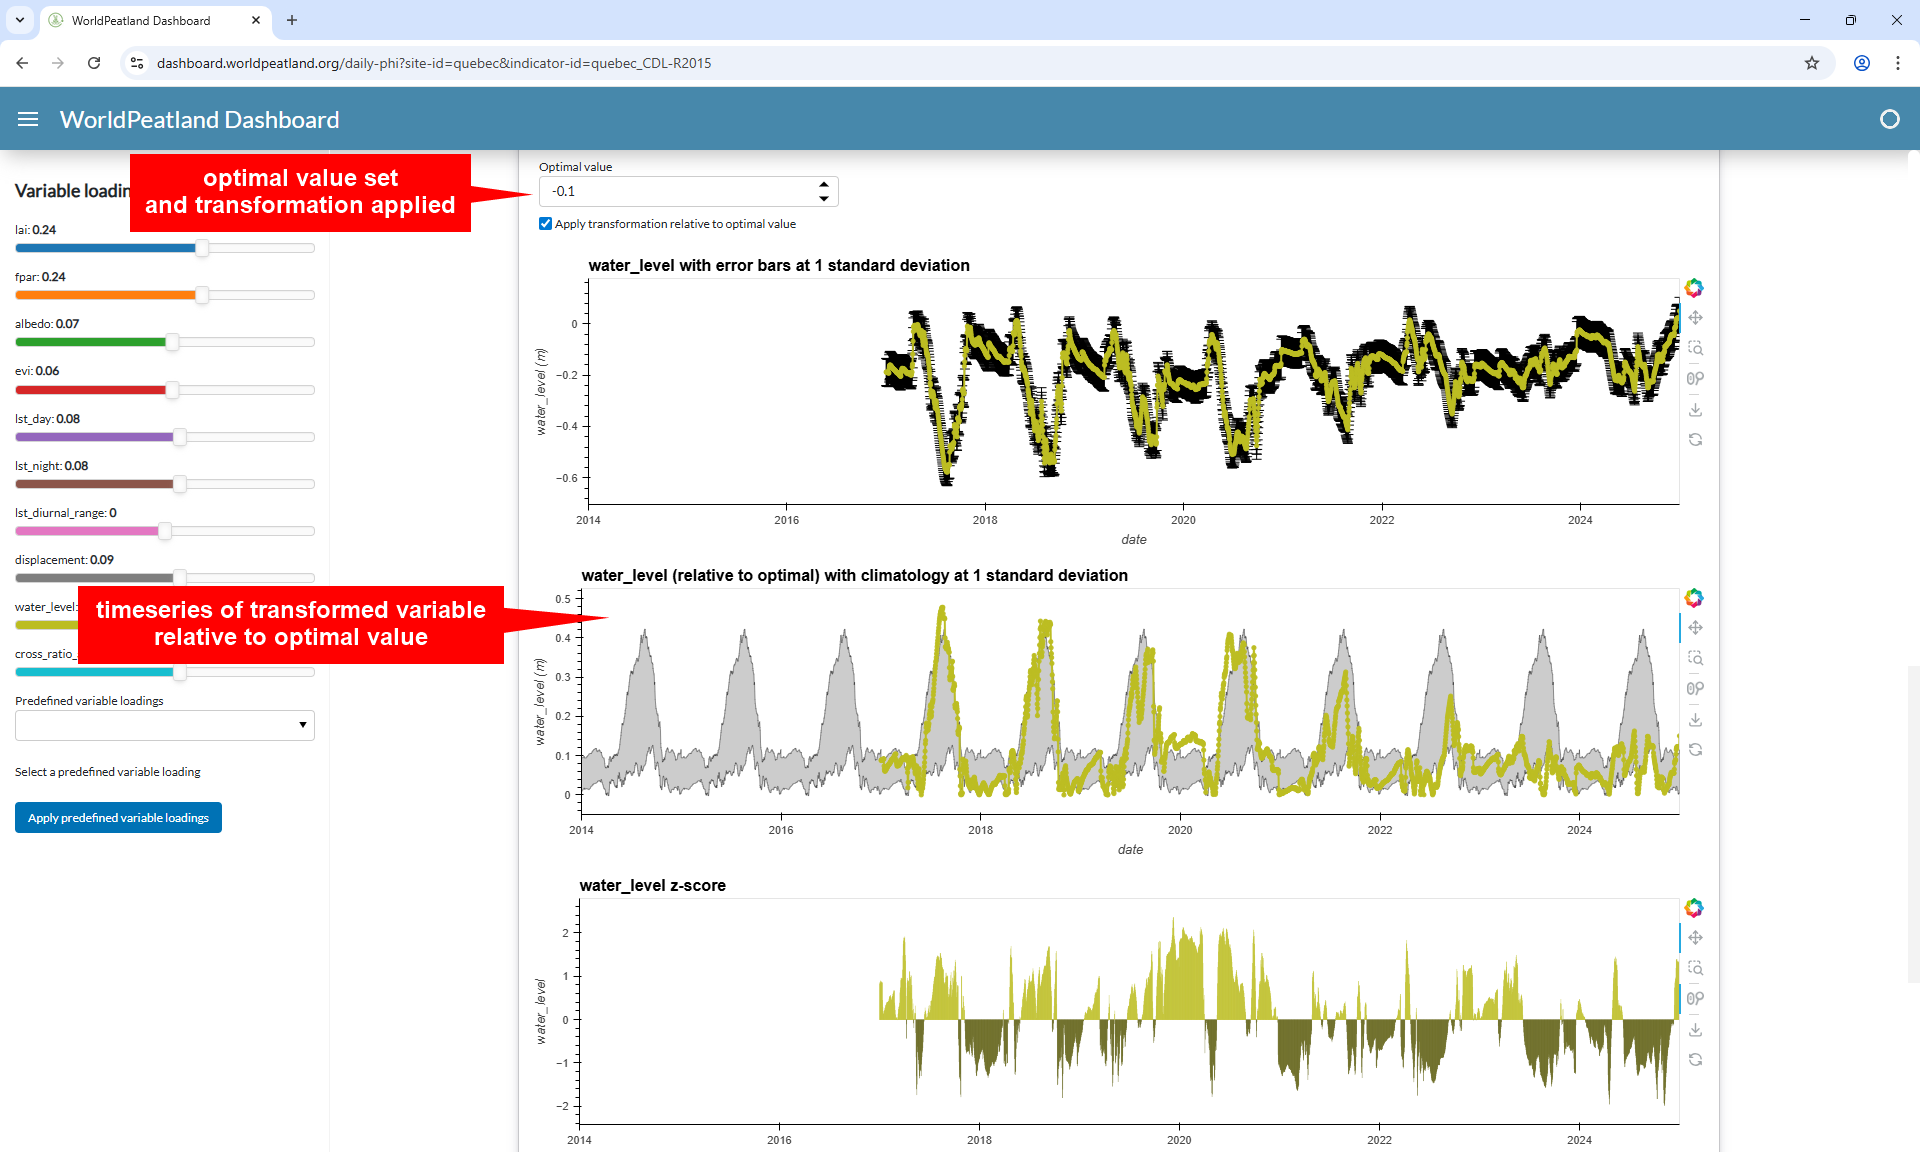 WorldPeatland Dashboard
dashboard.worldpeatland.org/daily-phi?site-id=quebec&indicator-id=quebec_CDL-R2015
WorldPeatland Dashboard
optimal value set
and transformation applied
Variable loadin
lai: 0.24
fpar: 0.24
albedo: 0.07
evi: 0.06
lst_day: 0.08
lst_night: 0.08
lst_diurnal_range: 0
displacement: 0.09
water_level:
timeseries of transformed variable
relative to optimal value
cross_ratio_
Predefined variable loadings
Select a predefined variable loading
Apply predefined variable loadings
Optimal value
-0.1
Apply transformation relative to optimal value
water_level with error bars at 1 standard deviation
water_level (m)
0
−0.2
−0.4
−0.6
2014 2016 2018 2020 2022 2024
date
water_level (relative to optimal) with climatology at 1 standard deviation
water_level (m)
0.5
0.4
0.3
0.2
0.1
0
2014 2016 2018 2020 2022 2024
date
water_level z-score
water_level
2
1
0
−1
−2
2014 2016 2018 2020 2022 2024